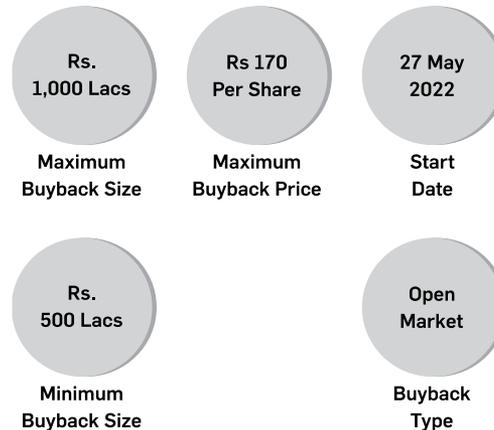 Rs.
1,000 Lacs
Maximum
Buyback Size
Rs 170
Per Share
Maximum
Buyback Price
27 May
2022
Start
Date
Rs.
500 Lacs
Minimum
Buyback Size
Open
Market
Buyback
Type